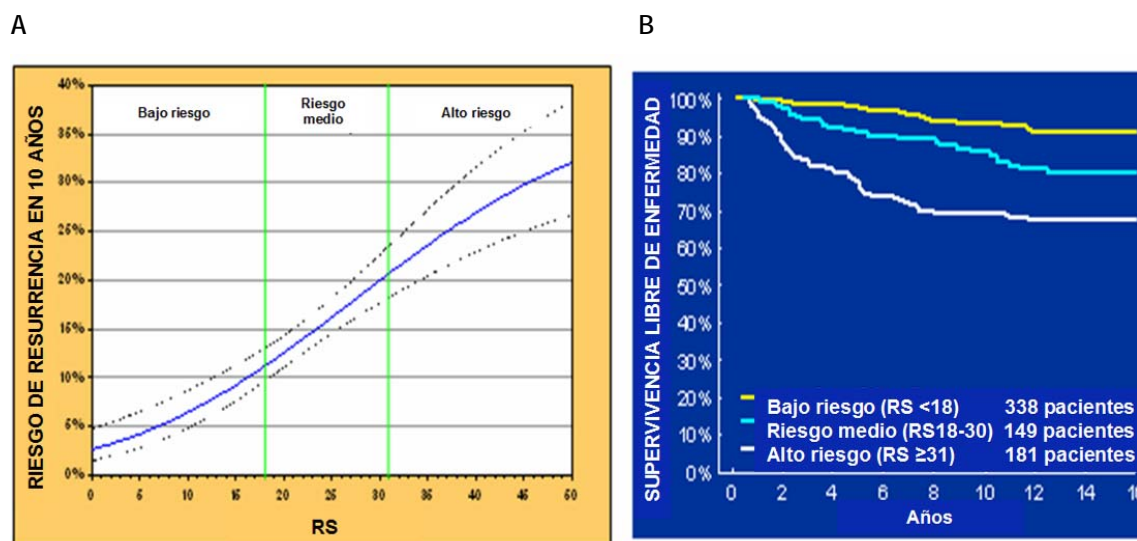 A
B
RIESGO DE RESURRENCIA EN 10 AÑOS
40%
35%
30%
25%
20%
15%
10%
5%
0%
Bajo riesgo
Riesgo
medio
Alto riesgo
0 5 10 15 20 25 30 35 40 45 50 55 60
RS
SUPERVIVENCIA LIBRE DE ENFERMEDAD
100%
90%
80%
70%
60%
50%
40%
30%
20%
10%
0%
Bajo riesgo (RS <18) 338 pacientes
Riesgo medio (RS18-30) 149 pacientes
Alto riesgo (RS ≥31) 181 pacientes
0 2 4 6 8 10 12 14
Años